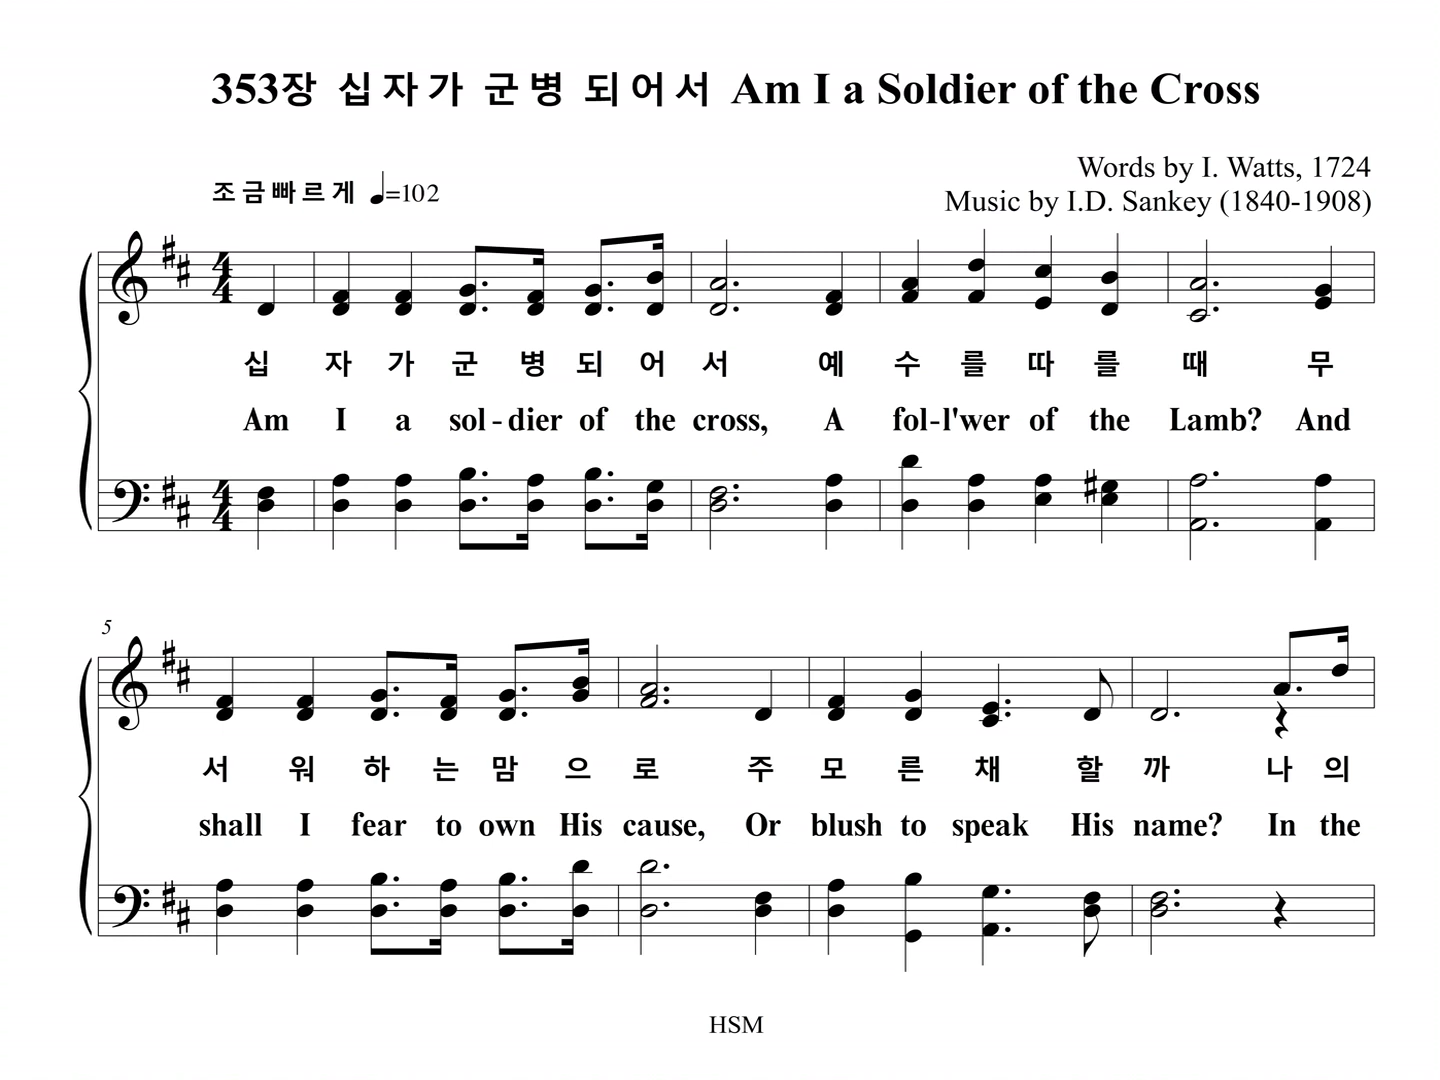 353장 십자가 군병 되어서 Am I a Soldier of the Cross
Words by I. Watts, 1724
조금빠르게 ♩=102
Music by I.D. Sankey (1840-1908)
4 4
십 자 가 군 병 되 어 서 예 수 를 따 를 때 무
Am I a sol-dier of the cross, A fol-l'wer of the Lamb? And
4 4
5
서 워 하 는 맘 으 로 주 모 른 채 할 까 나 의
shall I fear to own His cause, Or blush to speak His name? In the
HSM